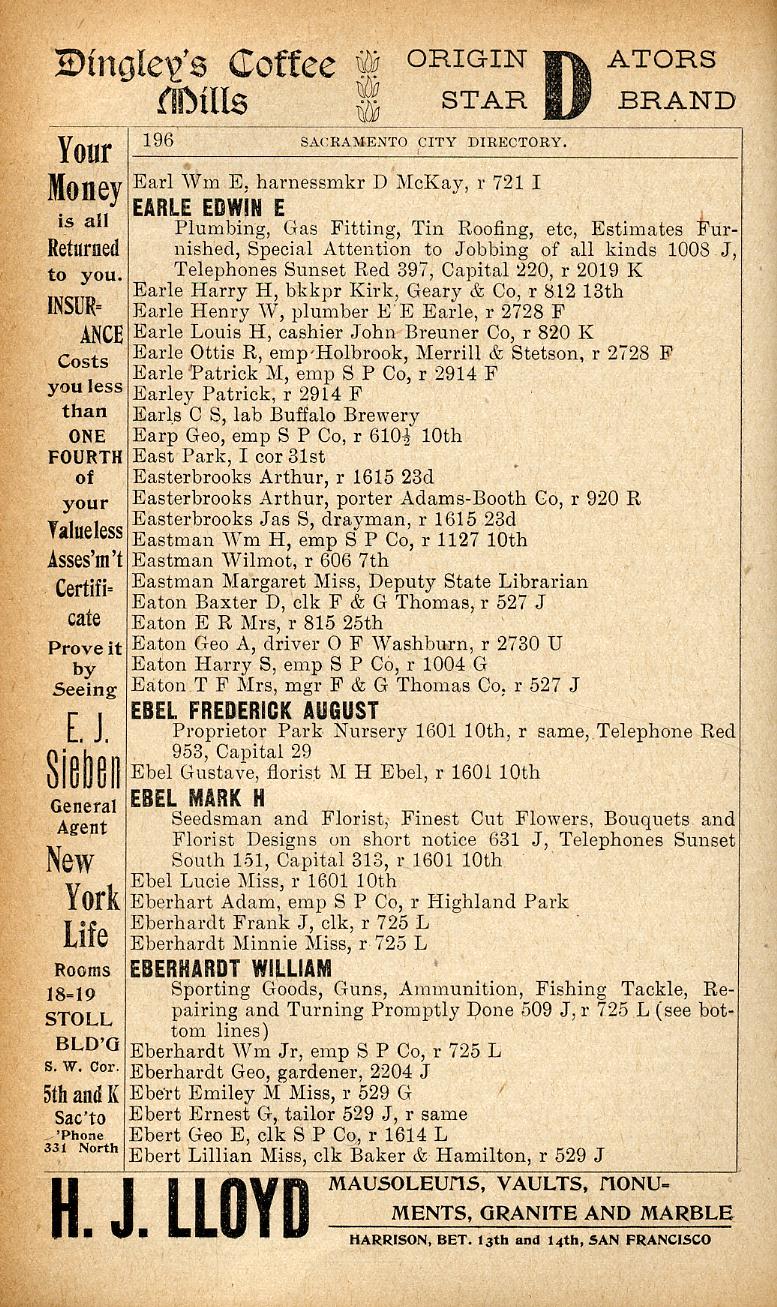 Dingley's Coffee Mills
ORIGIN D ATORS
STAR BRAND
196 SACRAMENTO CITY DIRECTORY.
Your
Money
is all
Returned
to you.
INSUR=
ANCE
Costs
you less
than
ONE
FOURTH
of
your
Valueless
Asses'm't
Certifi=
cate
Prove it
by
Seeing
E. J.
Sieben
General
Agent
New
York
Life
Rooms
18=19
STOLL
BLD'G
S. W. Cor.
5th and K
Sac'to
'Phone
331 North
Earl Wm E, harnessmkr D McKay, r 721 I
EARLE EDWIN E
Plumbing, Gas Fitting, Tin Roofing, etc, Estimates Fur-
nished, Special Attention to Jobbing of all kinds 1008 J,
Telephones Sunset Red 397, Capital 220, r 2019 K
Earle Harry H, bkkpr Kirk, Geary & Co, r 812 13th
Earle Henry W, plumber E E Earle, r 2728 F
Earle Louis H, cashier John Breuner Co, r 820 K
Earle Ottis R, emp Holbrook, Merrill & Stetson, r 2728 F
Earle Patrick M, emp S P Co, r 2914 F
Earley Patrick, r 2914 F
Earls C S, lab Buffalo Brewery
Earp Geo, emp S P Co, r 610½ 10th
East Park, I cor 31st
Easterbrooks Arthur, r 1615 23d
Easterbrooks Arthur, porter Adams-Booth Co, r 920 R
Easterbrooks Jas S, drayman, r 1615 23d
Eastman Wm H, emp S P Co, r 1127 10th
Eastman Wilmot, r 606 7th
Eastman Margaret Miss, Deputy State Librarian
Eaton Baxter D, clk F & G Thomas, r 527 J
Eaton E R Mrs, r 815 25th
Eaton Geo A, driver O F Washburn, r 2730 U
Eaton Harry S, emp S P Co, r 1004 G
Eaton T F Mrs, mgr F & G Thomas Co, r 527 J
EBEL FREDERICK AUGUST
Proprietor Park Nursery 1601 10th, r same, Telephone Red
953, Capital 29
Ebel Gustave, florist M H Ebel, r 1601 10th
EBEL MARK H
Seedsman and Florist, Finest Cut Flowers, Bouquets and
Florist Designs on short notice 631 J, Telephones Sunset
South 151, Capital 313, r 1601 10th
Ebel Lucie Miss, r 1601 10th
Eberhart Adam, emp S P Co, r Highland Park
Eberhardt Frank J, clk, r 725 L
Eberhardt Minnie Miss, r 725 L
EBERHARDT WILLIAM
Sporting Goods, Guns, Ammunition, Fishing Tackle, Re-
pairing and Turning Promptly Done 509 J, r 725 L (see bot-
tom lines)
Eberhardt Wm Jr, emp S P Co, r 725 L
Eberhardt Geo, gardener, 2204 J
Ebert Emiley M Miss, r 529 G
Ebert Ernest G, tailor 529 J, r same
Ebert Geo E, clk S P Co, r 1614 L
Ebert Lillian Miss, clk Baker & Hamilton, r 529 J
H. J. LLOYD
MAUSOLEUMS, VAULTS, MONU=
MENTS, GRANITE AND MARBLE
HARRISON, BET. 13th and 14th, SAN FRANCISCO